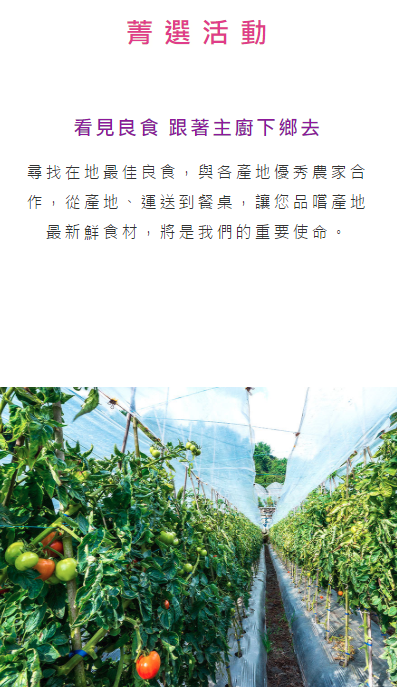 菁選活動
看見良食 跟著主廚下鄉去
尋找在地最佳良食，與各產地優秀農家合
作，從產地、運送到餐桌，讓您品嚐產地
最新鮮食材，將是我們的重要使命。